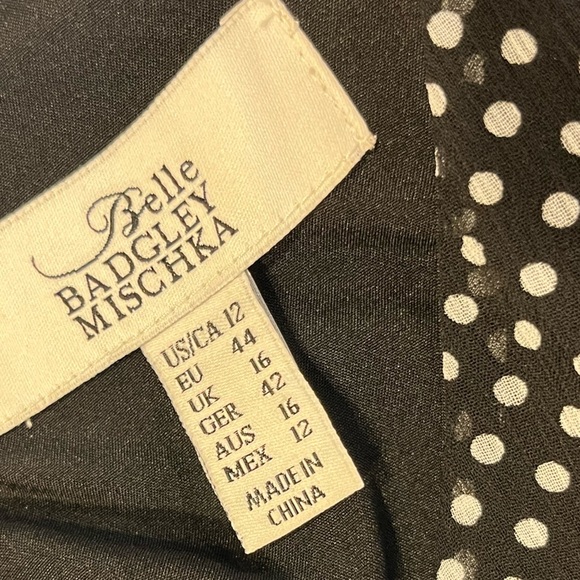 Belle
BADGLEY
MISCHKA
US/CA 12
EU 44
UK 16
GER 42
AUS 16
MEX 12
MADE IN
CHINA